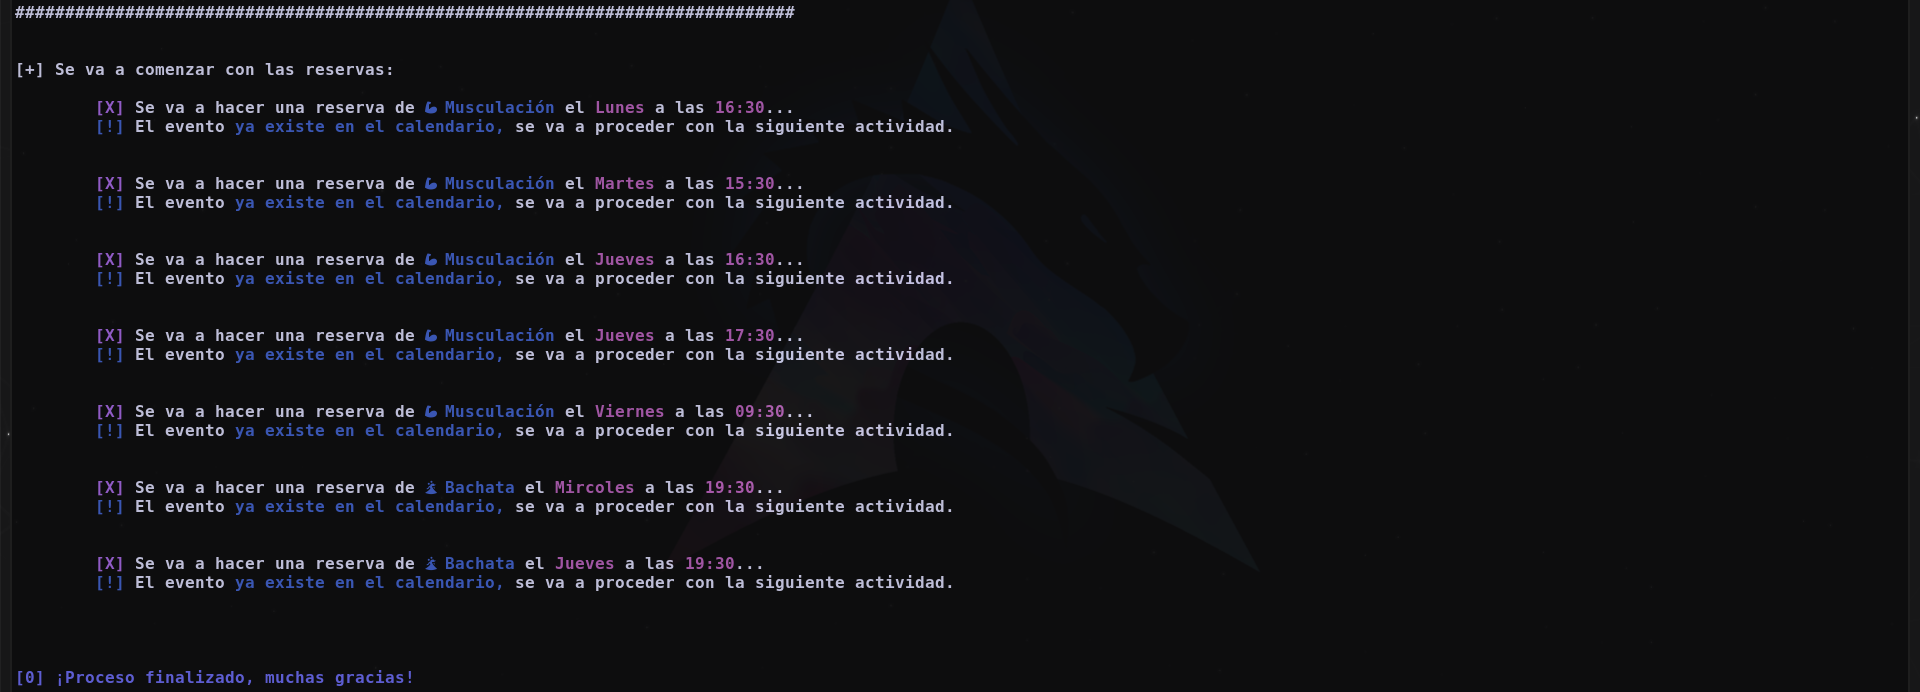 ##############################################################################
[+] Se va a comenzar con las reservas:
[X] Se va a hacer una reserva de Musculación el Lunes a las 16:30...
[!] El evento ya existe en el calendario, se va a proceder con la siguiente actividad.
[X] Se va a hacer una reserva de Musculación el Martes a las 15:30...
[!] El evento ya existe en el calendario, se va a proceder con la siguiente actividad.
[X] Se va a hacer una reserva de Musculación el Jueves a las 16:30...
[!] El evento ya existe en el calendario, se va a proceder con la siguiente actividad.
[X] Se va a hacer una reserva de Musculación el Jueves a las 17:30...
[!] El evento ya existe en el calendario, se va a proceder con la siguiente actividad.
[X] Se va a hacer una reserva de Musculación el Viernes a las 09:30...
[!] El evento ya existe en el calendario, se va a proceder con la siguiente actividad.
[X] Se va a hacer una reserva de Bachata el Mircoles a las 19:30...
[!] El evento ya existe en el calendario, se va a proceder con la siguiente actividad.
[X] Se va a hacer una reserva de Bachata el Jueves a las 19:30...
[!] El evento ya existe en el calendario, se va a proceder con la siguiente actividad.
[0] ¡Proceso finalizado, muchas gracias!